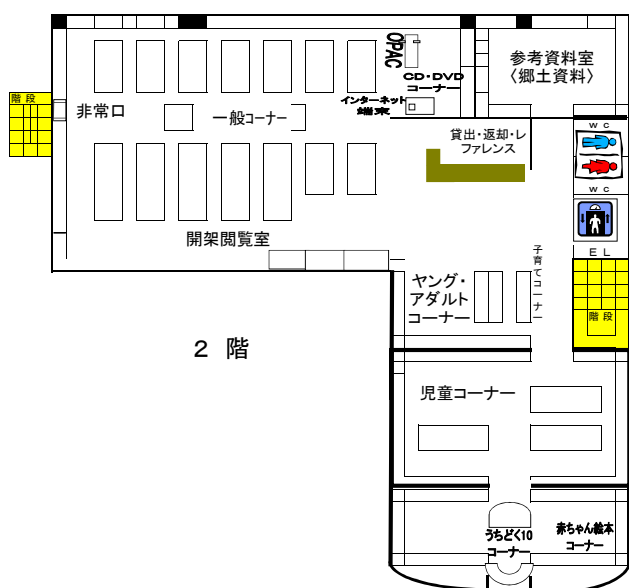 OPAC
CD・DVD
コーナー
参考資料室
〈郷土資料〉
階段
非常口
一般コーナー
インターネット
端末
貸出・返却・レ
ファレンス
WC
WC
開架閲覧室
EL
子育てコーナー
ヤング・
アダルト
コーナー
階段
2 階
児童コーナー
うちどく10
コーナー
赤ちゃん絵本
コーナー